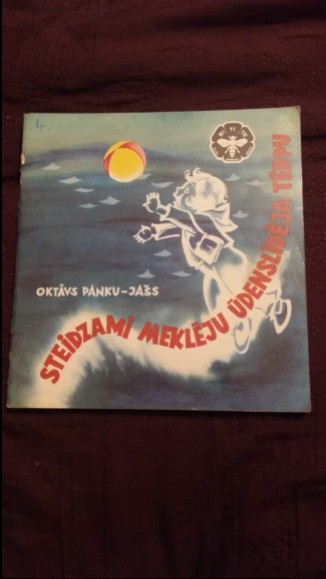 OKTĀVS PANKU-JAŠS
STEIDZAMI MEKLĒJU ŪDENSLĪDĒJA TĒRPU